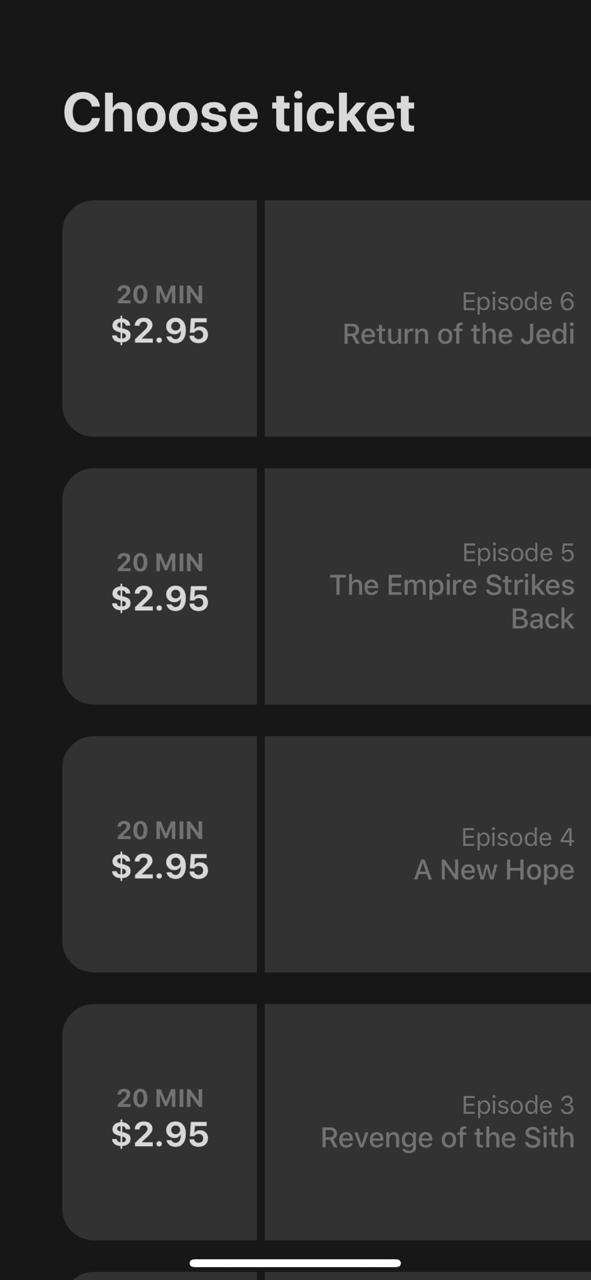 Choose ticket
20 MIN
$2.95
Episode 6
Return of the Jedi
20 MIN
$2.95
Episode 5
The Empire Strikes
Back
20 MIN
$2.95
Episode 4
A New Hope
20 MIN
$2.95
Episode 3
Revenge of the Sith